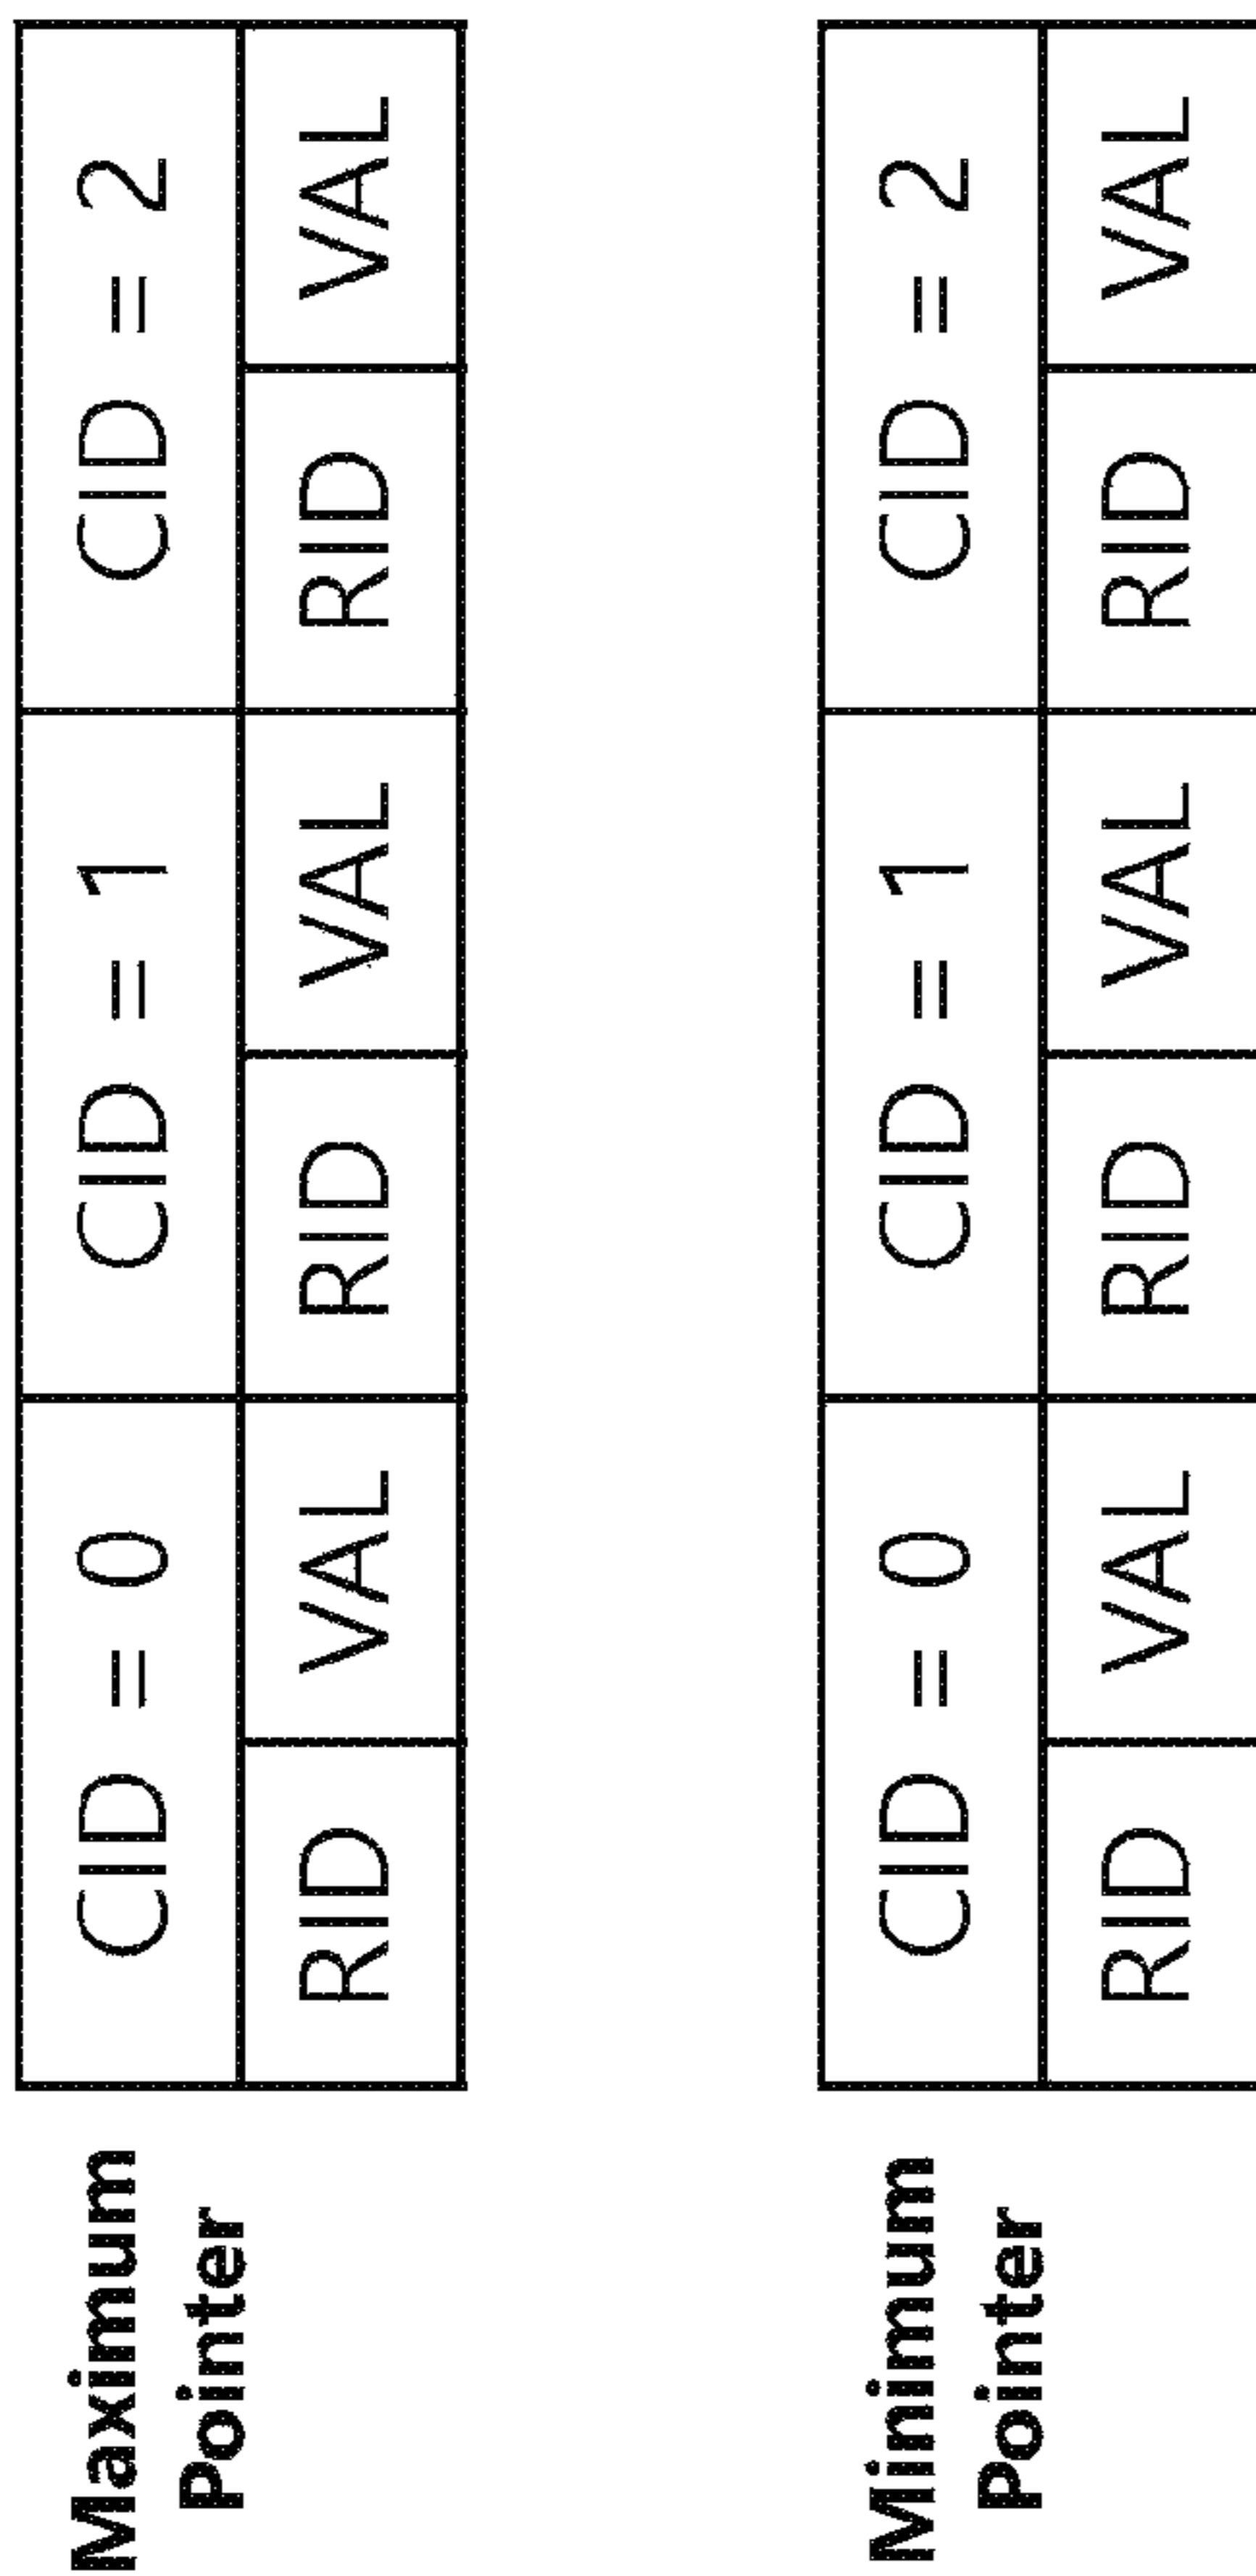 Maximum
Pointer
CID = 0 CID = 1 CID = 2
RID VAL RID VAL RID VAL
Minimum
Pointer
CID = 0 CID = 1 CID = 2
RID VAL RID VAL RID VAL